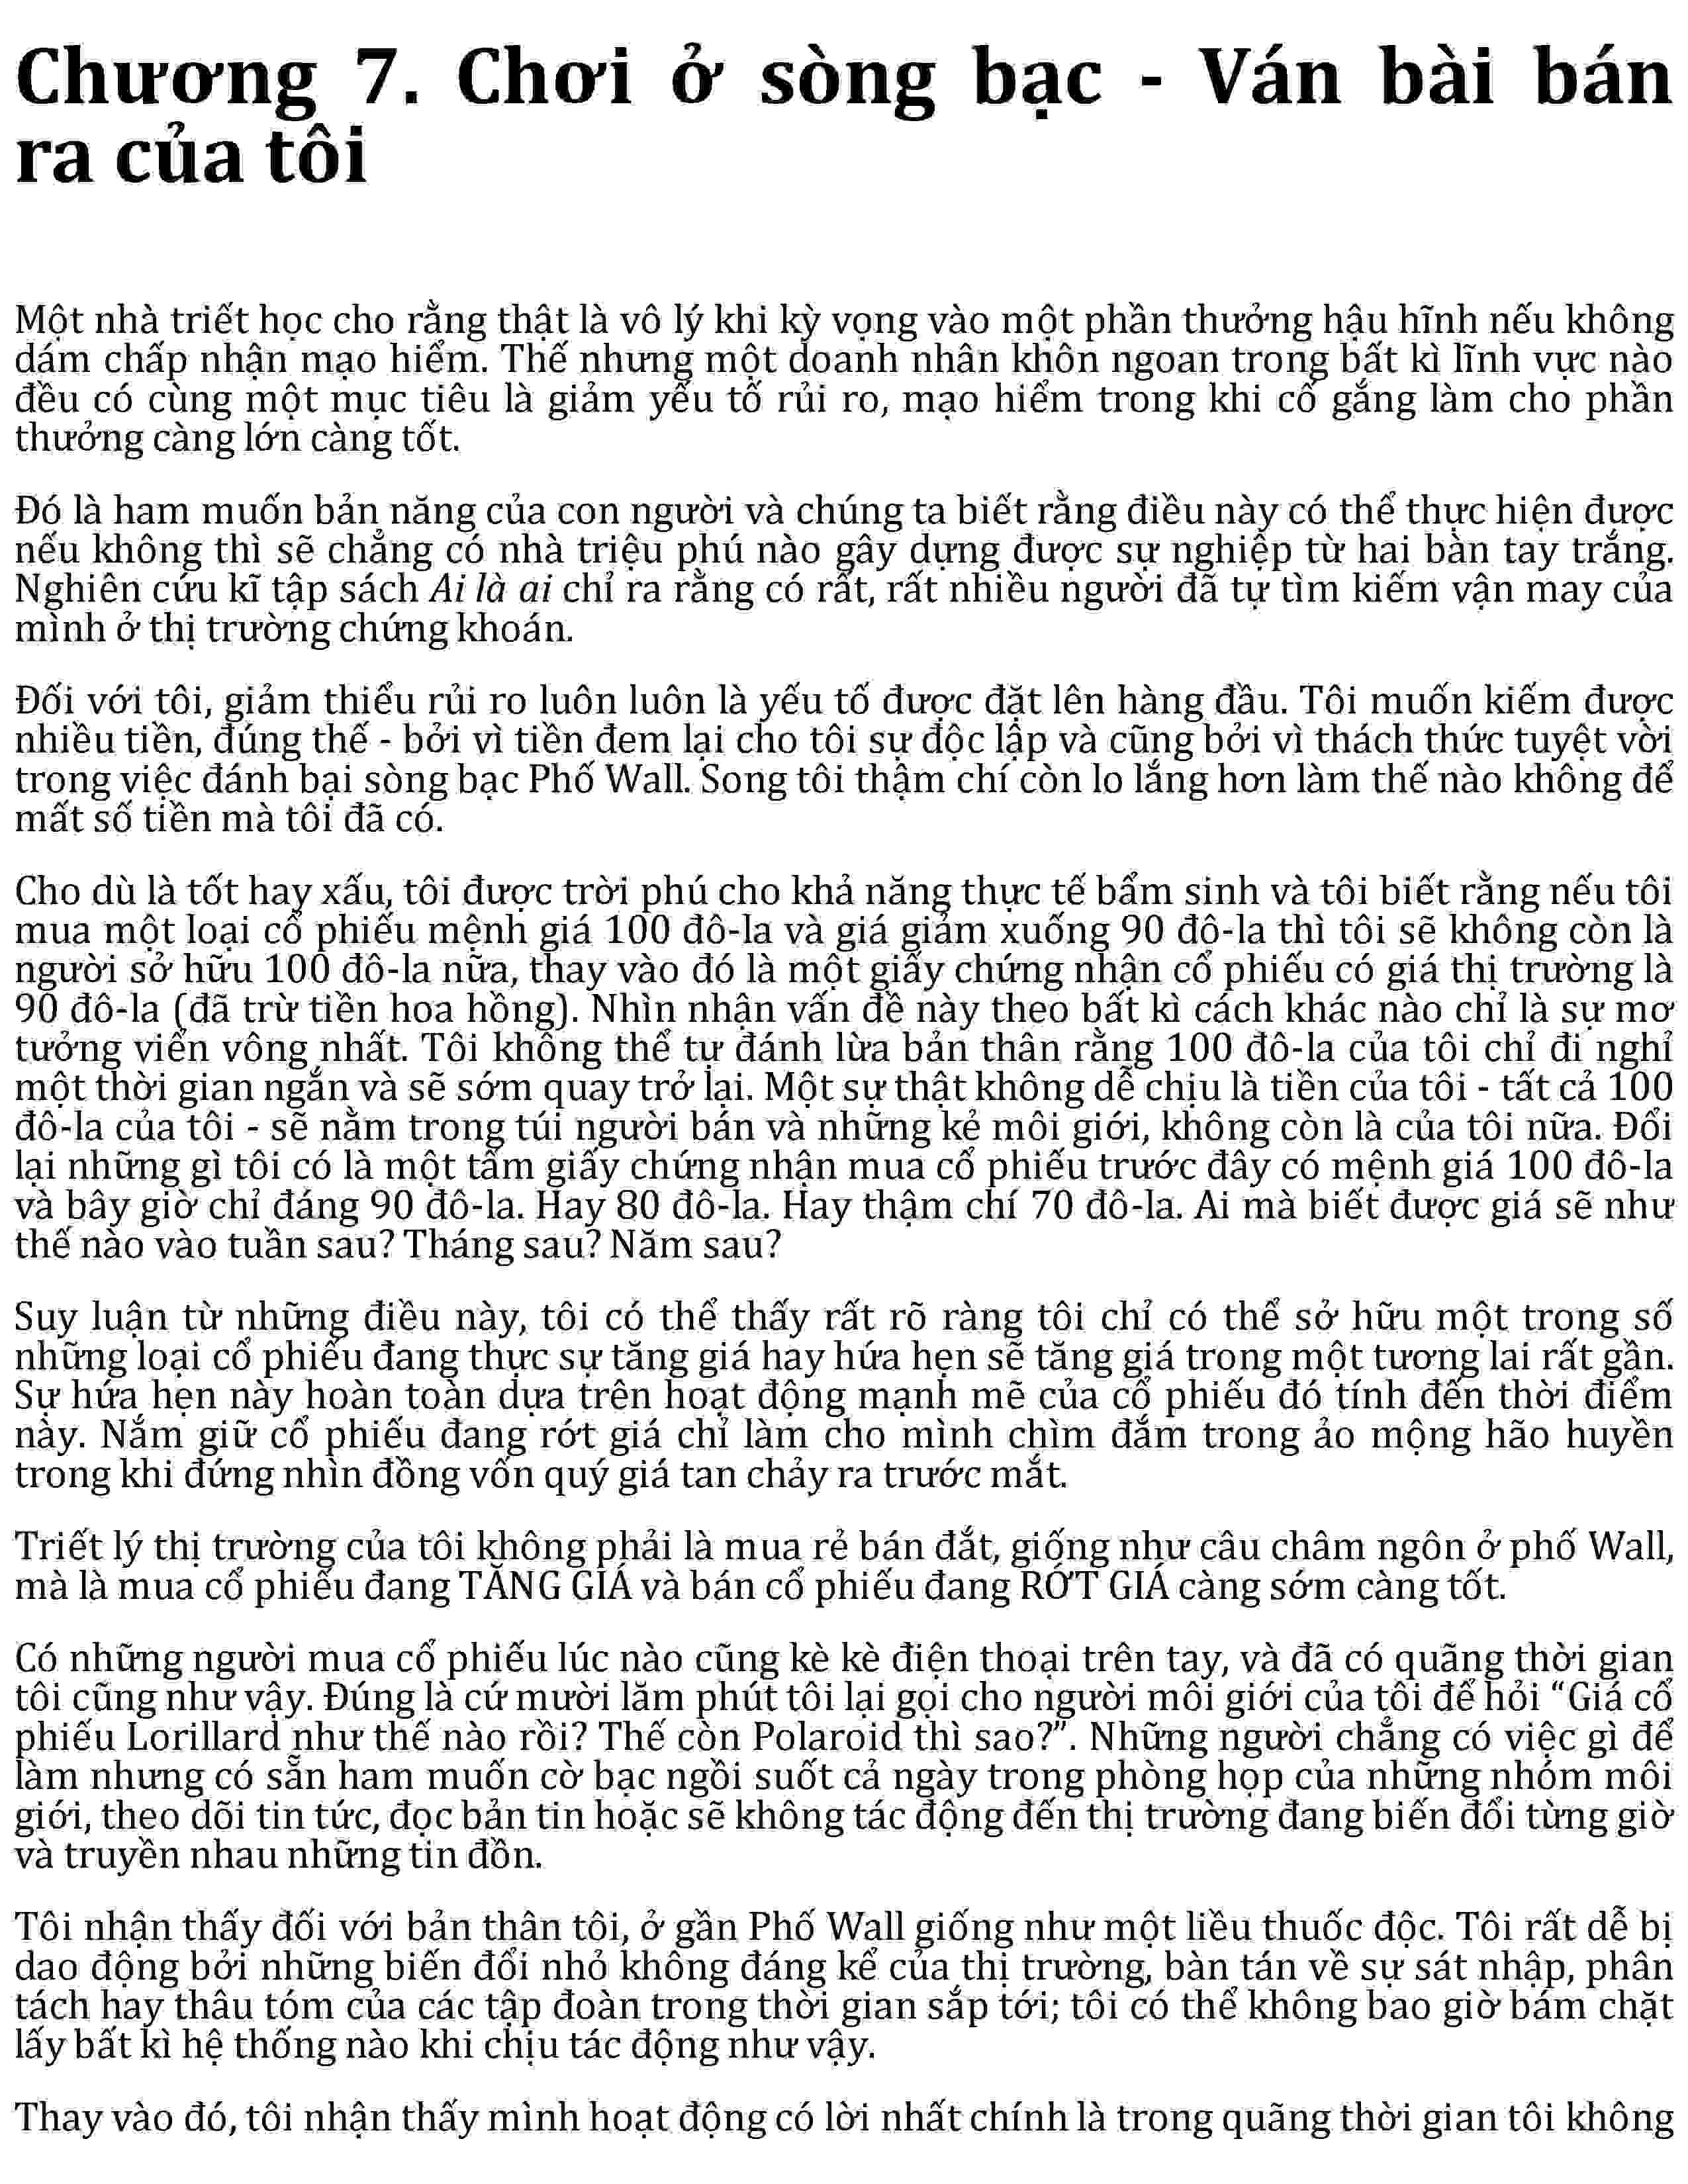 Chương 7. Chơi ở sòng bạc - Ván bài bán
ra của tôi
Một nhà triết học cho rằng thật là vô lý khi kỳ vọng vào một phần thưởng hậu hĩnh nếu không
dám chấp nhận mạo hiểm. Thế nhưng một doanh nhân khôn ngoan trong bất kì lĩnh vực nào
đều có cùng một mục tiêu là giảm yếu tố rủi ro, mạo hiểm trong khi cố gắng làm cho phần
thưởng càng lớn càng tốt.
Đó là ham muốn bản năng của con người và chúng ta biết rằng điều này có thể thực hiện được
nếu không thì sẽ chẳng có nhà triệu phú nào gây dựng được sự nghiệp từ hai bàn tay trắng.
Nghiên cứu kĩ tập sách Ai là ai chỉ ra rằng có rất, rất nhiều người đã tự tìm kiếm vận may của
mình ở thị trường chứng khoán.
Đối với tôi, giảm thiểu rủi ro luôn luôn là yếu tố được đặt lên hàng đầu. Tôi muốn kiếm được
nhiều tiền, đúng thế - bởi vì tiền đem lại cho tôi sự độc lập và cũng bởi vì thách thức tuyệt vời
trong việc đánh bại sòng bạc Phố Wall. Song tôi thậm chí còn lo lắng hơn làm thế nào không để
mất số tiền mà tôi đã có.
Cho dù là tốt hay xấu, tôi được trời phú cho khả năng thực tế bẩm sinh và tôi biết rằng nếu tôi
mua một loại cổ phiếu mệnh giá 100 đô-la và giá giảm xuống 90 đô-la thì tôi sẽ không còn là
người sở hữu 100 đô-la nữa, thay vào đó là một giấy chứng nhận cổ phiếu có giá thị trường là
90 đô-la (đã trừ tiền hoa hồng). Nhìn nhận vấn đề này theo bất kì cách khác nào chỉ là sự mơ
tưởng viển vông nhất. Tôi không thể tự đánh lừa bản thân rằng 100 đô-la của tôi chỉ đi nghỉ
một thời gian ngắn và sẽ sớm quay trở lại. Một sự thật không dễ chịu là tiền của tôi - tất cả 100
đô-la của tôi - sẽ nằm trong túi người bán và những kẻ môi giới, không còn là của tôi nữa. Đổi
lại những gì tôi có là một tấm giấy chứng nhận mua cổ phiếu trước đây có mệnh giá 100 đô-la
và bây giờ chỉ đáng 90 đô-la. Hay 80 đô-la. Hay thậm chí 70 đô-la. Ai mà biết được giá sẽ như
thế nào vào tuần sau? Tháng sau? Năm sau?
Suy luận từ những điều này, tôi có thể thấy rất rõ ràng tôi chỉ có thể sở hữu một trong số
những loại cổ phiếu đang thực sự tăng giá hay hứa hẹn sẽ tăng giá trong một tương lai rất gần.
Sự hứa hẹn này hoàn toàn dựa trên hoạt động mạnh mẽ của cổ phiếu đó tính đến thời điểm
này. Nắm giữ cổ phiếu đang rớt giá chỉ làm cho mình chìm đắm trong ảo mộng hão huyền
trong khi đứng nhìn đồng vốn quý giá tan chảy ra trước mắt.
Triết lý thị trường của tôi không phải là mua rẻ bán đắt, giống như câu châm ngôn ở phố Wall,
mà là mua cổ phiếu đang TĂNG GIÁ và bán cổ phiếu đang RỚT GIÁ càng sớm càng tốt.
Có những người mua cổ phiếu lúc nào cũng kè kè điện thoại trên tay, và đã có quãng thời gian
tôi cũng như vậy. Đúng là cứ mười lăm phút tôi lại gọi cho người môi giới của tôi để hỏi “Giá cổ
phiếu Lorillard như thế nào rồi? Thế còn Polaroid thì sao?”. Những người chẳng có việc gì để
làm nhưng có sẵn ham muốn cờ bạc ngồi suốt cả ngày trong phòng họp của những nhóm môi
giới, theo dõi tin tức, đọc bản tin hoặc sẽ không tác động đến thị trường đang biến đổi từng giờ
và truyền nhau những tin đồn.
Tôi nhận thấy đối với bản thân tôi, ở gần Phố Wall giống như một liều thuốc độc. Tôi rất dễ bị
dao động bởi những biến đổi nhỏ không đáng kể của thị trường, bàn tán về sự sát nhập, phân
tách hay thâu tóm của các tập đoàn trong thời gian sắp tới; tôi có thể không bao giờ bám chặt
lấy bất kì hệ thống nào khi chịu tác động như vậy.
Thay vào đó, tôi nhận thấy mình hoạt động có lời nhất chính là trong quãng thời gian tôi không